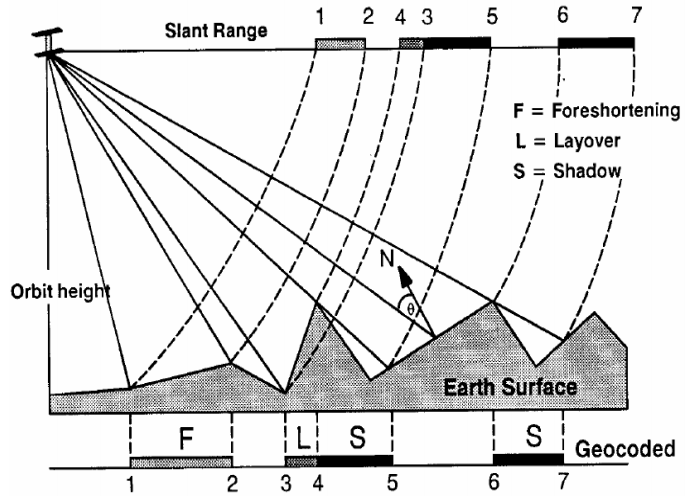 1 2 4 3 5 6 7
Slant Range
F = Foreshortening
L = Layover
S = Shadow
N
Orbit height
θ
Earth Surface
F L S S
Geocoded
1 2 3 4 5 6 7